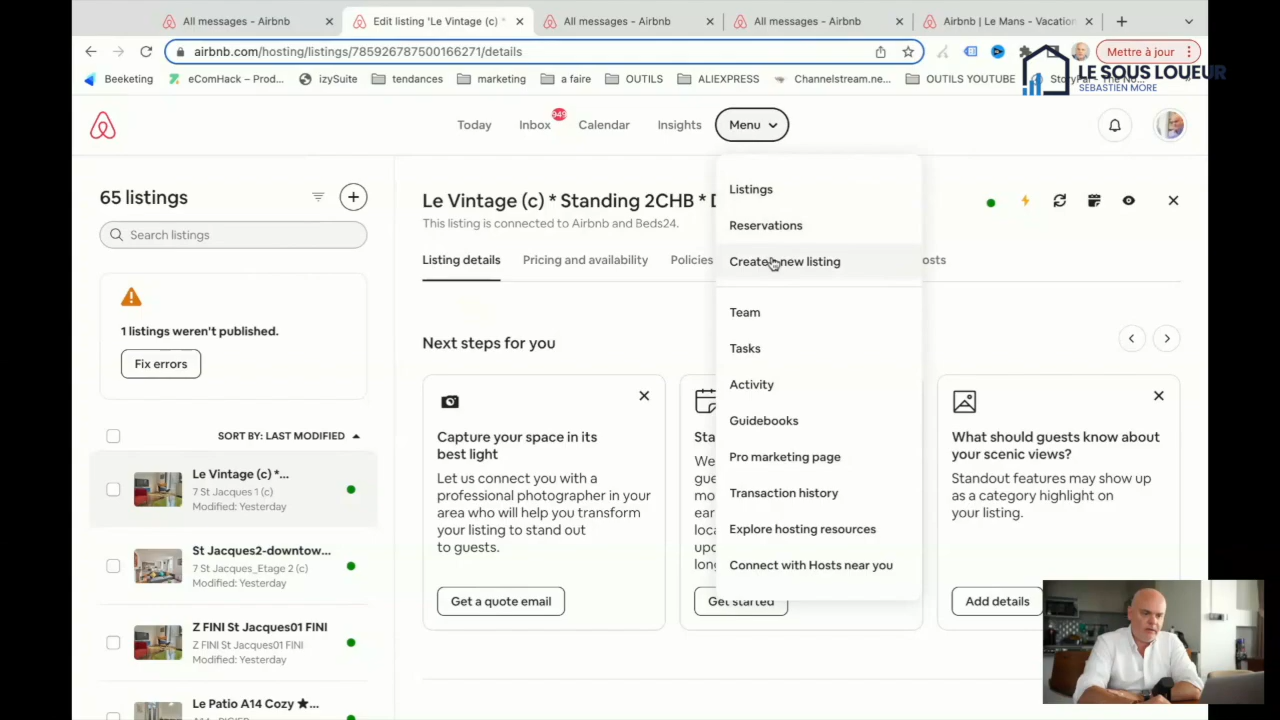 All messages - Airbnb
Edit listing 'Le Vintage (c) *
All messages - Airbnb
All messages - Airbnb
Airbnb | Le Mans - Vacation
airbnb.com/hosting/listings/785926787500166271/details
Mettre à jour
Beeketing
eComHack – Prod...
izySuite
tendances
marketing
a faire
OUTILS
ALIEXPRESS
Channelstream.ne...
OUTILS YOUTUBE
LE SOUS LOUEUR
SEBASTIEN MORE
Today
Inbox
949
Calendar
Insights
Menu
65 listings
Search listings
1 listings weren't published.
Fix errors
SORT BY: LAST MODIFIED
Le Vintage (c) *...
7 St Jacques 1 (c)
Modified: Yesterday
St Jacques2-downtow...
7 St Jacques_Etage 2 (c)
Modified: Yesterday
Z FINI St Jacques01 FINI
Z FINI St Jacques01 FINI
Modified: Yesterday
Le Patio A14 Cozy ★...
Le Vintage (c) * Standing 2CHB * D
This listing is connected to Airbnb and Beds24.
Listing details
Pricing and availability
Policies
osts
Next steps for you
Capture your space in its
best light
Let us connect you with a
professional photographer in your
area who will help you transform
your listing to stand out
to guests.
Get a quote email
Sta
We
gue
mo
ear
loca
upc
long
Get started
What should guests know about
your scenic views?
Standout features may show up
as a category highlight on
your listing.
Add details
Listings
Reservations
Create new listing
Team
Tasks
Activity
Guidebooks
Pro marketing page
Transaction history
Explore hosting resources
Connect with Hosts near you